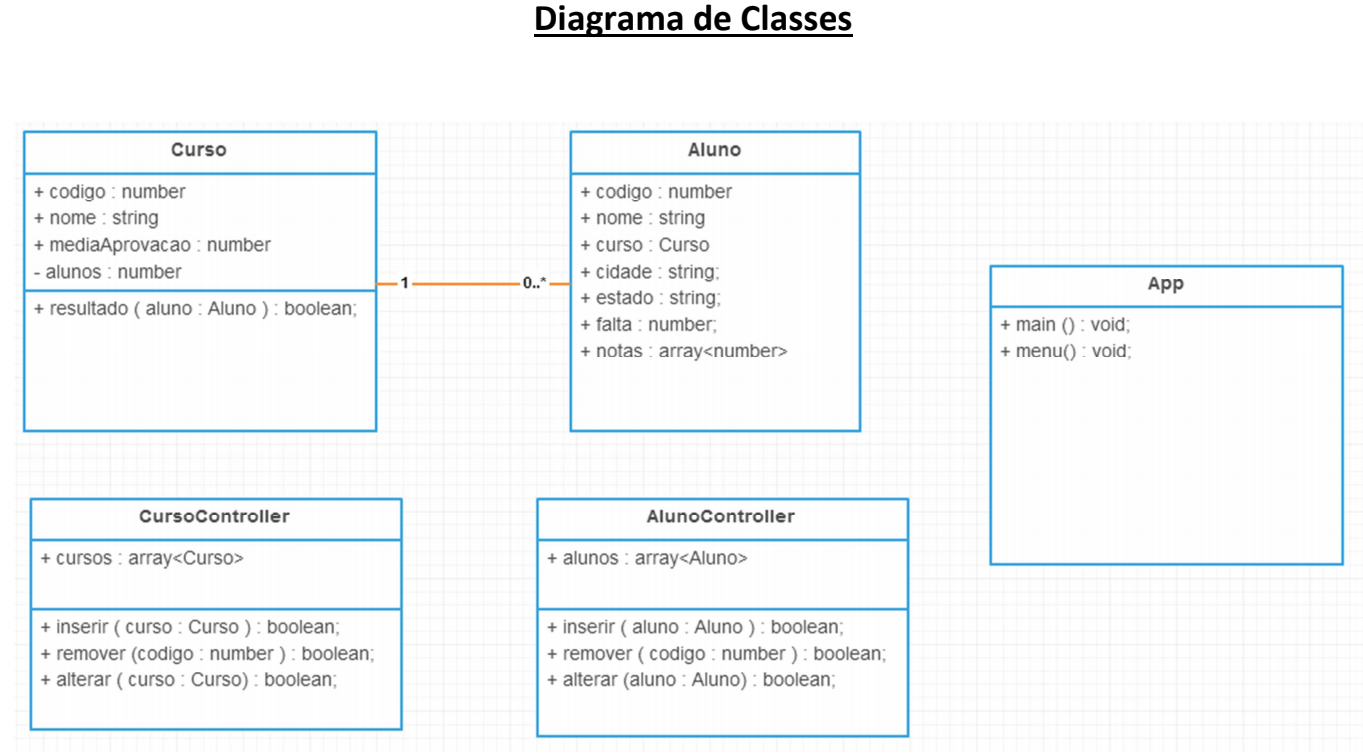 Diagrama de Classes
Curso
+ codigo : number
+ nome : string
+ mediaAprovacao : number
- alunos : number
+ resultado ( aluno : Aluno ) : boolean;
1
0..*
Aluno
+ codigo : number
+ nome : string
+ curso : Curso
+ cidade : string;
+ estado : string;
+ falta : number;
+ notas : array<number>
App
+ main () : void;
+ menu() : void;
CursoController
+ cursos : array<Curso>
+ inserir ( curso : Curso ) : boolean;
+ remover (codigo : number ) : boolean;
+ alterar ( curso : Curso) : boolean;
AlunoController
+ alunos : array<Aluno>
+ inserir ( aluno : Aluno ) : boolean;
+ remover ( codigo : number ) : boolean;
+ alterar (aluno : Aluno) : boolean;